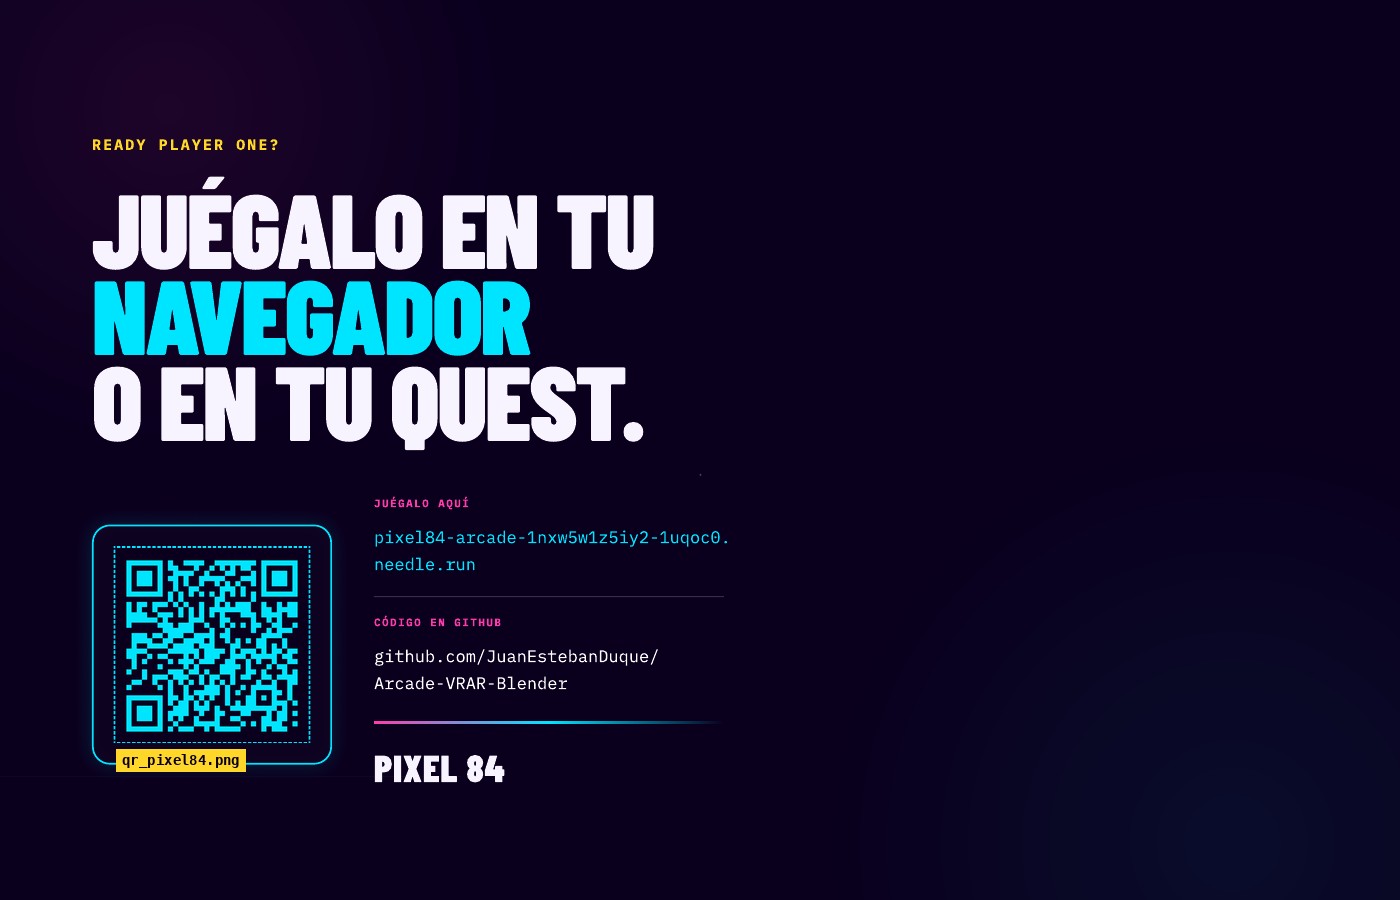 READY PLAYER ONE?
JUÉGALO EN TU
NAVEGADOR
O EN TU QUEST.
JUÉGALO AQUÍ
pixel84-arcade-1nxw5w1z5iy2-1uqoc0.
needle.run
CÓDIGO EN GITHUB
github.com/JuanEstebanDuque/
Arcade-VRAR-Blender
qr_pixel84.png
PIXEL 84